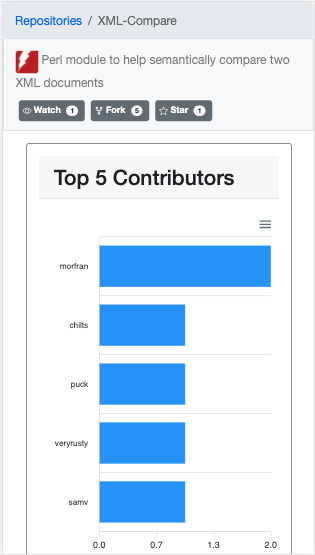 Repositories / XML-Compare
Perl module to help semantically compare two
XML documents
Watch 1 Fork 5 Star 1
Top 5 Contributors
morfran
chilts
puck
veryrusty
samv
0.0 0.7 1.3 2.0